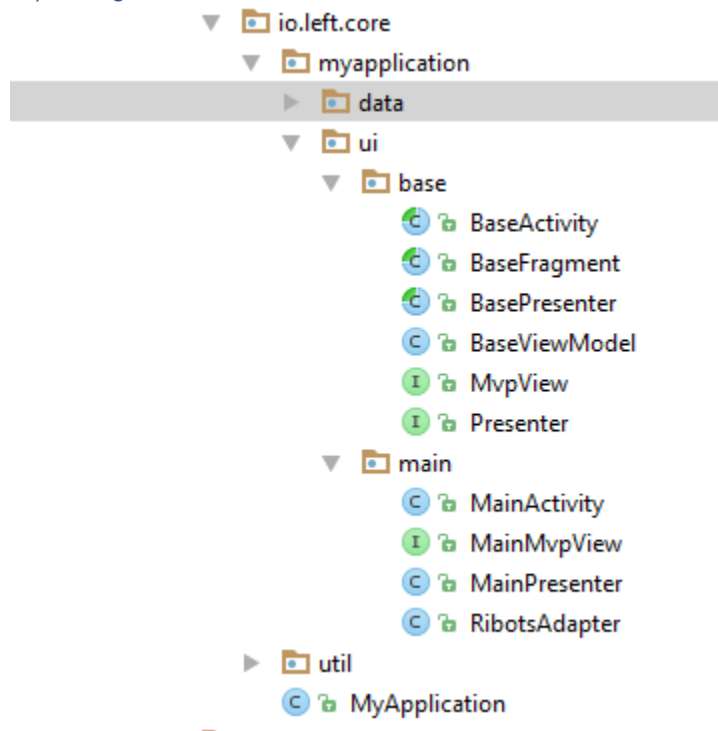 io.left.core
myapplication
data
ui
base
C BaseActivity
C BaseFragment
C BasePresenter
C BaseViewModel
I MvpView
I Presenter
main
C MainActivity
I MainMvpView
C MainPresenter
C RibotsAdapter
util
C MyApplication